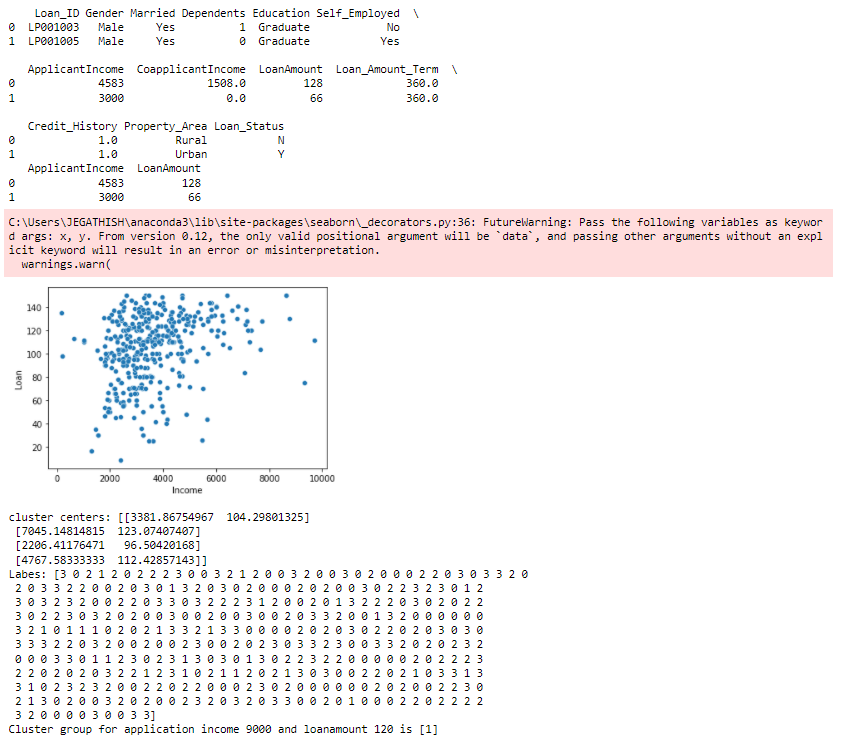 Loan_ID Gender Married Dependents Education Self_Employed \
0 LP001003 Male Yes 1 Graduate No
1 LP001005 Male Yes 0 Graduate Yes
ApplicantIncome CoapplicantIncome LoanAmount Loan_Amount_Term \
0 4583 1508.0 128 360.0
1 3000 0.0 66 360.0
Credit_History Property_Area Loan_Status
0 1.0 Rural N
1 1.0 Urban Y
ApplicantIncome LoanAmount
0 4583 128
1 3000 66
C:\Users\JEGATHISH\anaconda3\lib\site-packages\seaborn\_decorators.py:36: FutureWarning: Pass the following variables as keywor
d args: x, y. From version 0.12, the only valid positional argument will be `data`, and passing other arguments without an expl
icit keyword will result in an error or misinterpretation.
warnings.warn(
140
120
100
80
60
40
20
Loan
0 2000 4000 6000 8000 10000
Income
cluster centers: [[3381.86754967 104.29801325]
[7045.14814815 123.07407407]
[2206.41176471 96.50420168]
[4767.58333333 112.42857143]]
Labes: [3 0 2 1 2 0 2 2 2 3 0 0 3 2 1 2 0 0 3 2 0 0 3 0 2 0 0 0 2 2 0 3 0 3 3 2 0
2 0 3 3 2 2 0 0 2 0 3 0 1 3 2 0 3 0 2 0 0 0 2 0 2 0 0 3 0 2 2 3 2 3 0 1 2
3 0 3 2 3 2 0 0 2 2 0 3 3 0 3 2 2 2 3 1 2 0 0 2 0 1 3 2 2 2 0 3 0 2 0 2 2
3 0 2 2 3 0 3 2 0 2 0 0 3 0 0 2 0 0 3 0 0 2 0 3 3 2 0 0 1 3 2 0 0 0 0 0 0
3 2 1 0 1 1 1 0 2 0 2 1 3 3 2 1 3 3 0 0 0 0 2 0 2 0 3 0 2 2 0 2 0 3 0 3 0
3 3 3 2 2 0 3 2 0 0 2 0 0 2 3 0 0 2 0 2 3 0 3 3 2 3 0 0 3 3 2 0 2 0 2 3 2
0 0 0 3 3 0 1 1 2 3 0 2 3 1 3 0 3 0 1 3 0 2 2 3 2 2 0 0 0 0 0 2 0 2 2 2 3
2 2 0 2 0 2 0 3 2 2 1 2 3 1 0 2 1 1 2 0 2 1 3 0 3 0 0 2 2 0 2 1 0 3 3 1 3
3 1 0 2 3 2 3 2 0 0 2 2 0 2 2 0 0 0 2 3 0 2 0 0 0 0 0 0 0 2 0 2 0 0 2 2 3 0
2 1 3 0 2 0 0 3 2 0 2 0 0 2 3 2 0 3 2 0 3 3 0 0 2 0 1 0 0 0 2 2 0 2 2 2 2
3 2 0 0 0 0 3 0 0 3 3]
Cluster group for application income 9000 and loanamount 120 is [1]